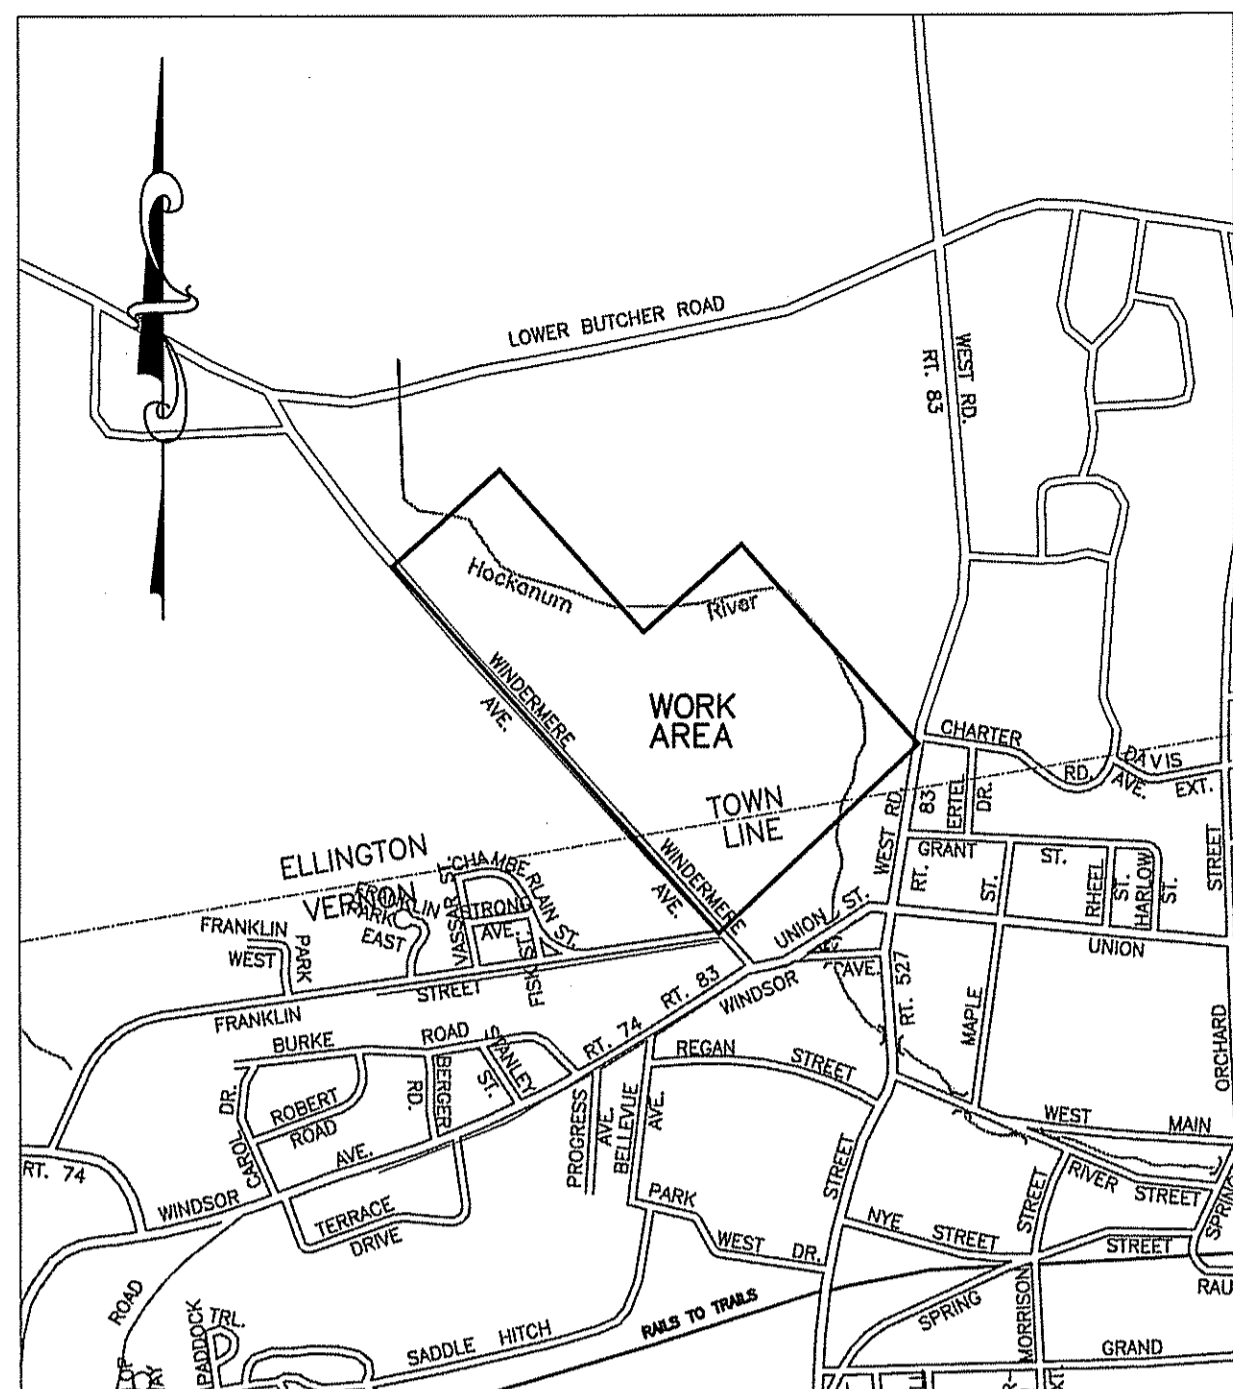 LOWER BUTCHER ROAD
WEST RD.
RT. 83
Hockanum
River
WINDERMERE
AVE.
WORK
AREA
TOWN
LINE
CHARTER
RD.
DAVIS
AVE.
EXT.
WEST RD.
RT. 83
ERTEL
DR.
GRANT
ST.
ST.
RHEEL
ST.
HARLOW
ST.
STREET
ELLINGTON
VERNON
WINDERMERE
AVE.
CHAMBERLAIN ST.
VASSAR ST.
STRONG
AVE.
FISK ST.
FRANKLIN
PARK
EAST
FRANKLIN
PARK
WEST
FRANKLIN
STREET
UNION ST.
UNION
AVE.
RT. 83
RT. 74
WINDSOR
RT. 527
MAPLE
ORCHARD
BURKE
ROAD
STANLEY
ST.
BERGER
RD.
ROBERT
ROAD
CAROL
DR.
AVE.
WINDSOR
RT. 74
TERRACE
DRIVE
PROGRESS
AVE.
BELLEVUE
AVE.
REGAN
STREET
PARK
WEST DR.
STREET
WEST
MAIN
RIVER
STREET
STREET
NYE
STREET
STREET
SPRING
SPRING
MORRISON
GRAND
ROAD
PADDOCK
TRL.
SADDLE HITCH
RAILS TO TRAILS